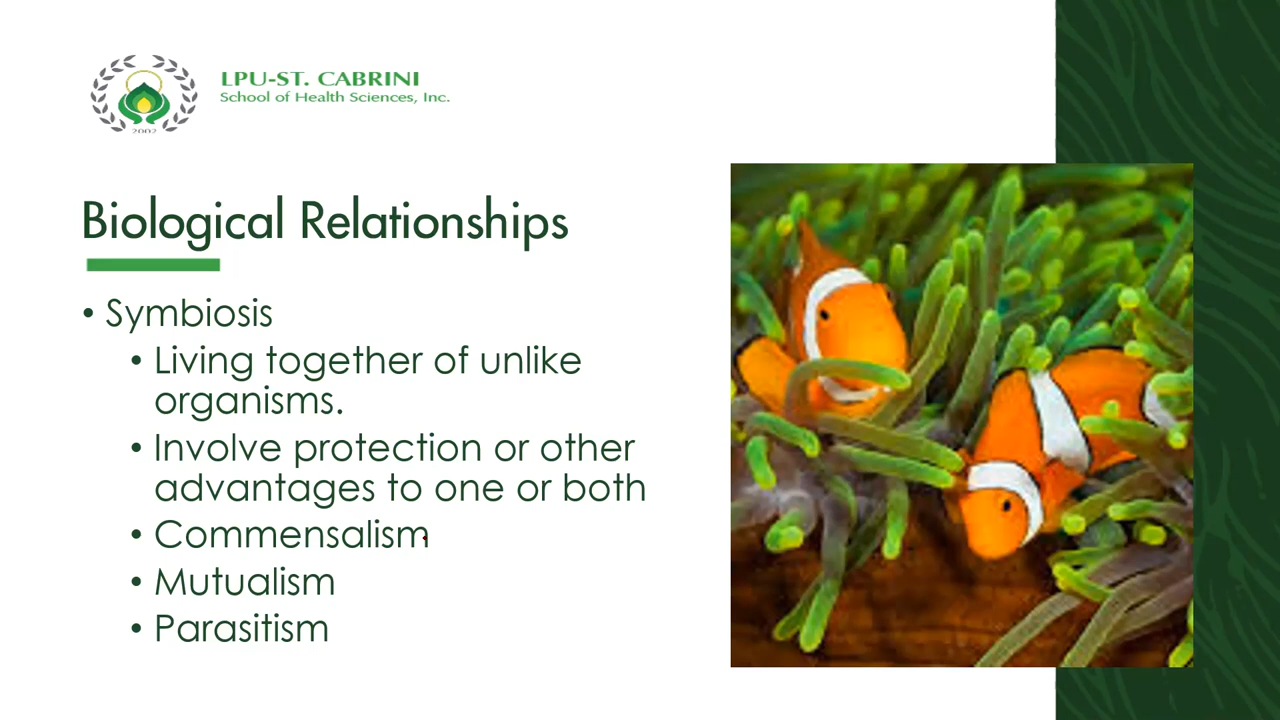 LPU-ST. CABRINI
School of Health Sciences, Inc.
2002
Biological Relationships
• Symbiosis
• Living together of unlike
organisms.
• Involve protection or other
advantages to one or both
• Commensalism
• Mutualism
• Parasitism